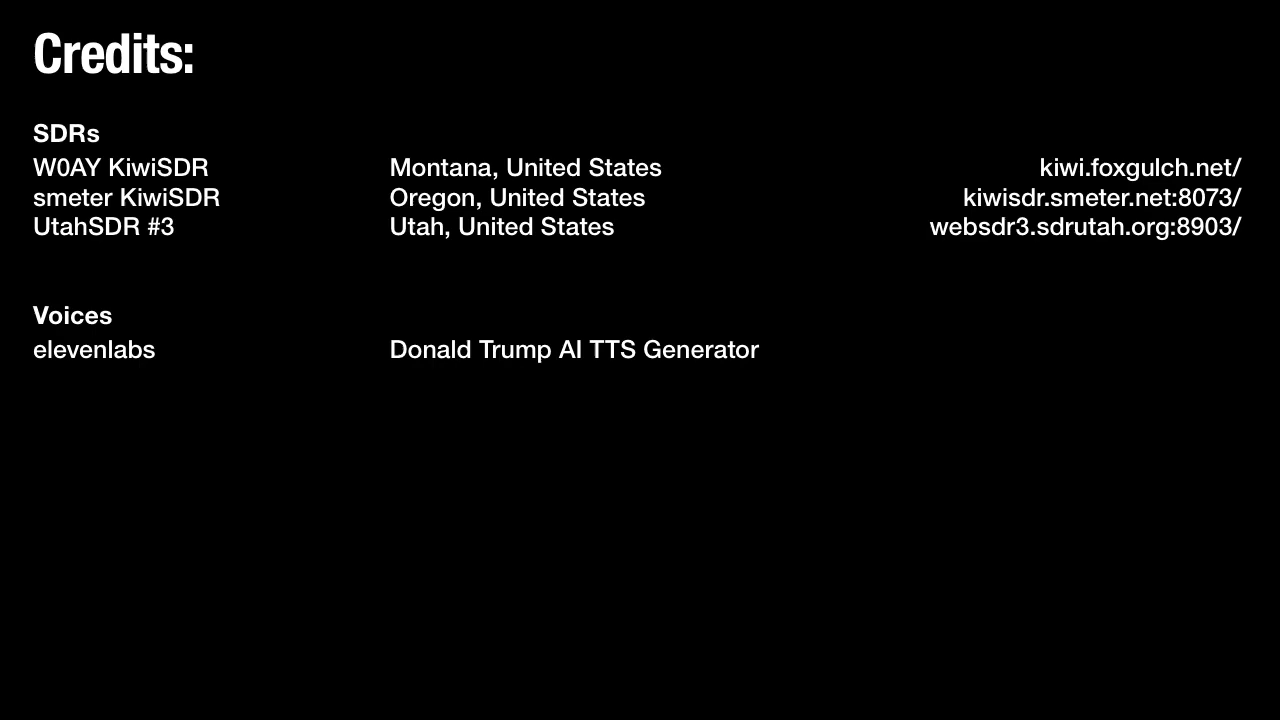 Credits:
SDRs
W0AY KiwiSDR Montana, United States kiwi.foxgulch.net/
smeter KiwiSDR Oregon, United States kiwisdr.smeter.net:8073/
UtahSDR #3 Utah, United States websdr3.sdrutah.org:8903/
Voices
elevenlabs Donald Trump AI TTS Generator